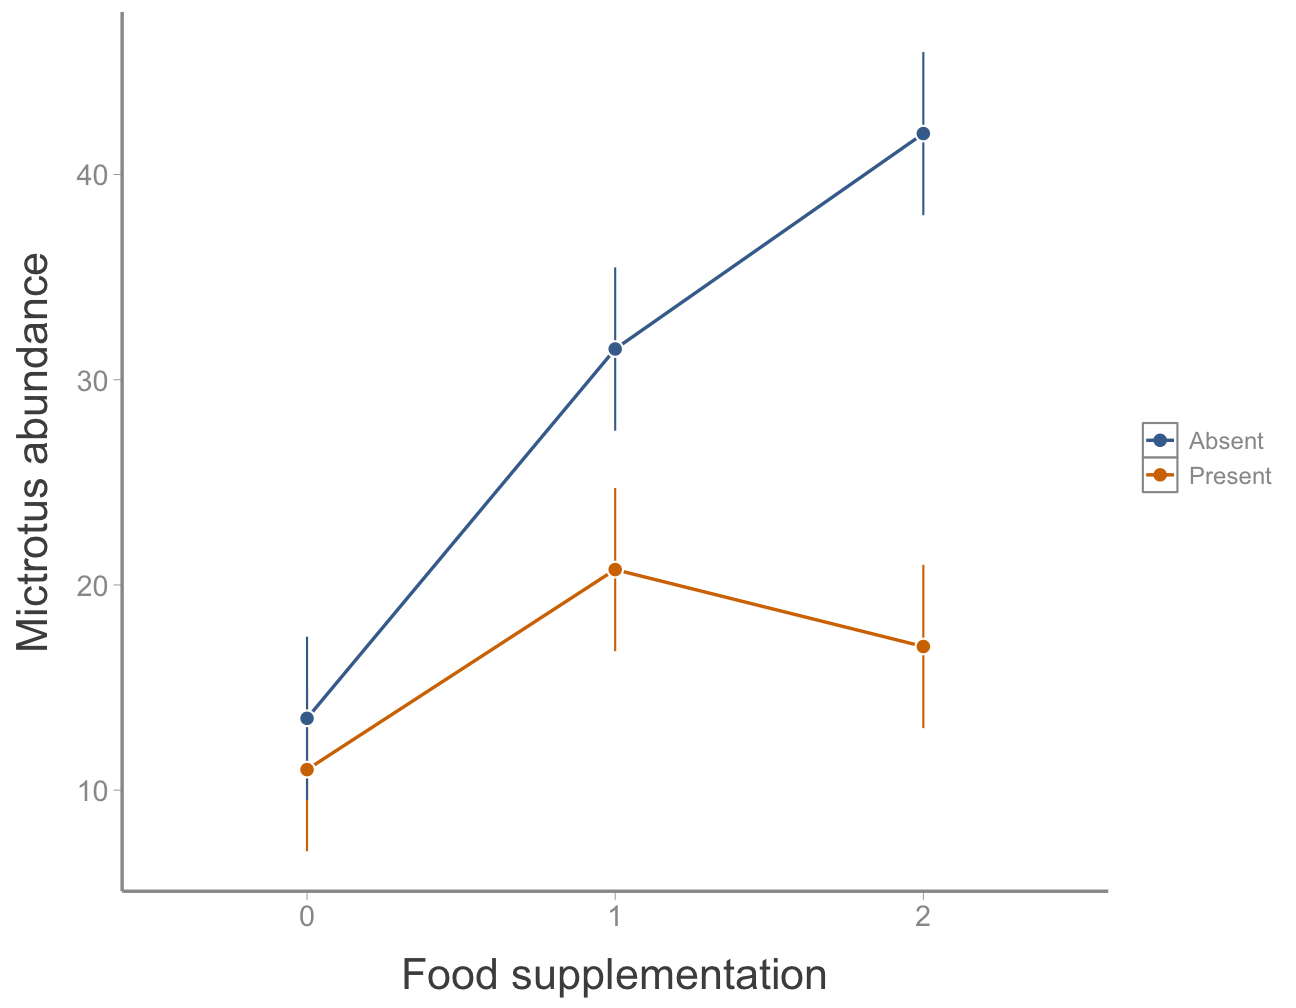 Mictrotus abundance
40
30
20
10
0 1 2
Food supplementation
Absent
Present